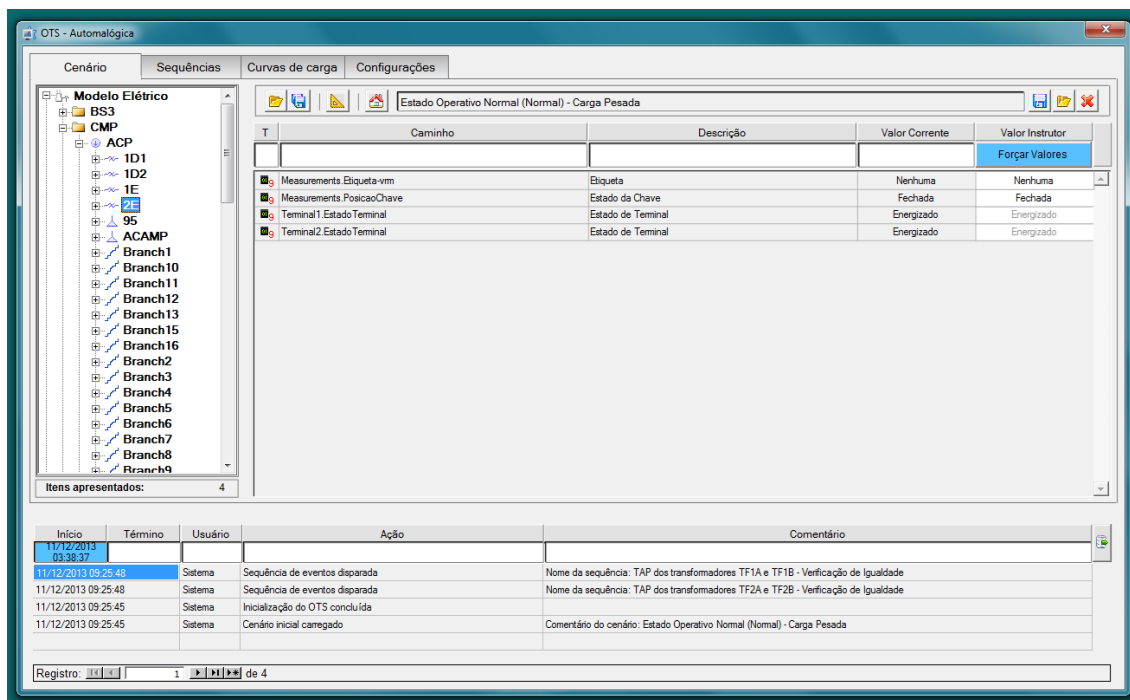 OTS - Automalógica
Cenário Sequências Curvas de carga Configurações
Modelo Elétrico
BS3
CMP
ACP
1D1
1D2
1E
2E
95
ACAMP
Branch1
Branch10
Branch11
Branch12
Branch13
Branch15
Branch16
Branch2
Branch3
Branch4
Branch5
Branch6
Branch7
Branch8
Branch9
Itens apresentados: 4
Estado Operativo Normal (Normal) - Carga Pesada
T Caminho Descrição Valor Corrente Valor Instrutor
Forçar Valores
Measurements.Etiqueta-vrm Etiqueta Nenhuma Nenhuma
Measurements.PosicaoChave Estado da Chave Fechada Fechada
Terminal1.EstadoTerminal Estado de Terminal Energizado Energizado
Terminal2.EstadoTerminal Estado de Terminal Energizado Energizado
Início Término Usuário Ação Comentário
11/12/2013
03:38:37
11/12/2013 09:25:48 Sistema Sequência de eventos disparada Nome da sequência: TAP dos transformadores TF1A e TF1B - Verificação de Igualdade
11/12/2013 09:25:48 Sistema Sequência de eventos disparada Nome da sequência: TAP dos transformadores TF2A e TF2B - Verificação de Igualdade
11/12/2013 09:25:45 Sistema Inicialização do OTS concluída
11/12/2013 09:25:45 Sistema Cenário inicial carregado Comentário do cenário: Estado Operativo Normal (Normal) - Carga Pesada
Registro: 1 de 4